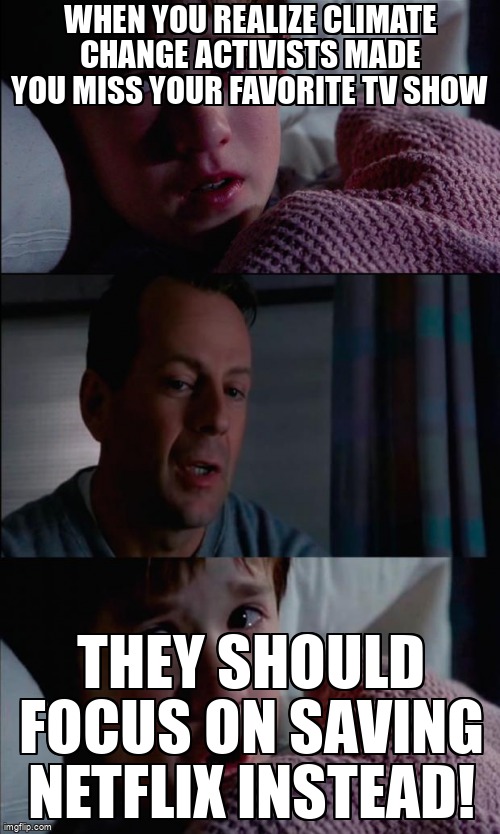 WHEN YOU REALIZE CLIMATE
CHANGE ACTIVISTS MADE
YOU MISS YOUR FAVORITE TV SHOW
THEY SHOULD
FOCUS ON SAVING
NETFLIX INSTEAD!
imgflip.com